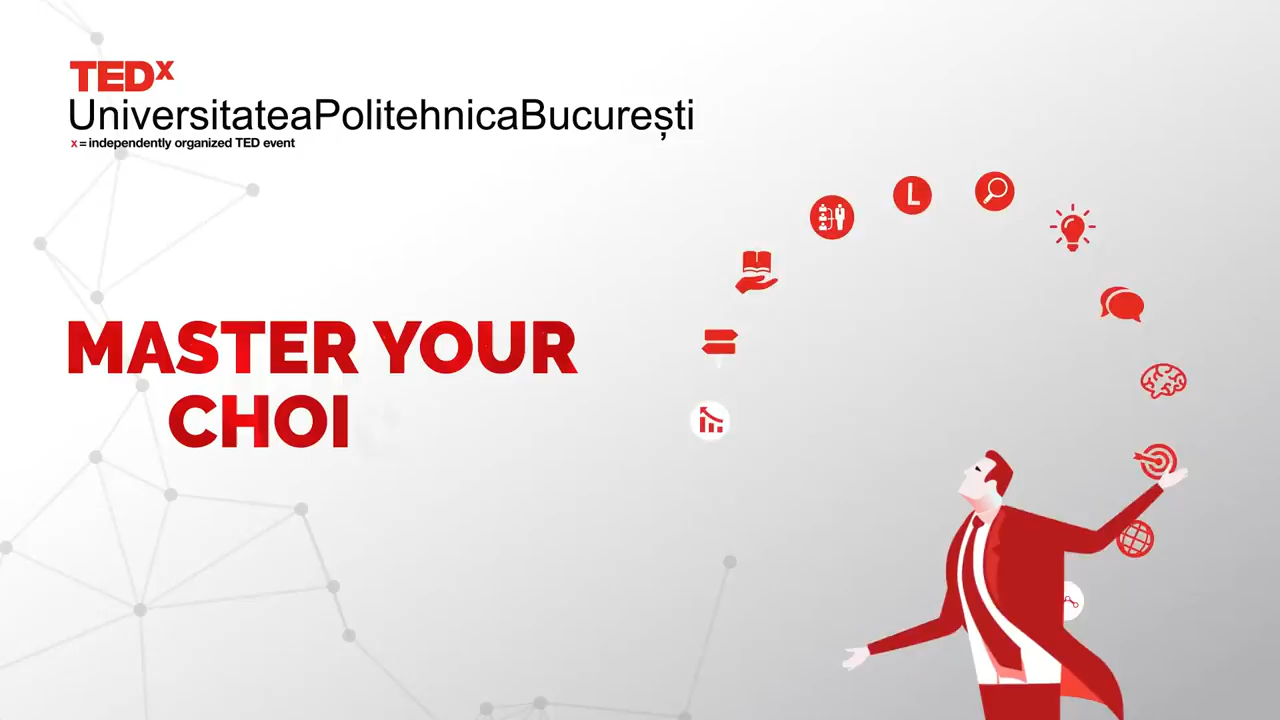 TEDx
UniversitateaPolitehnicaBucurești
x = independently organized TED event
L
MASTER YOUR
CHOI